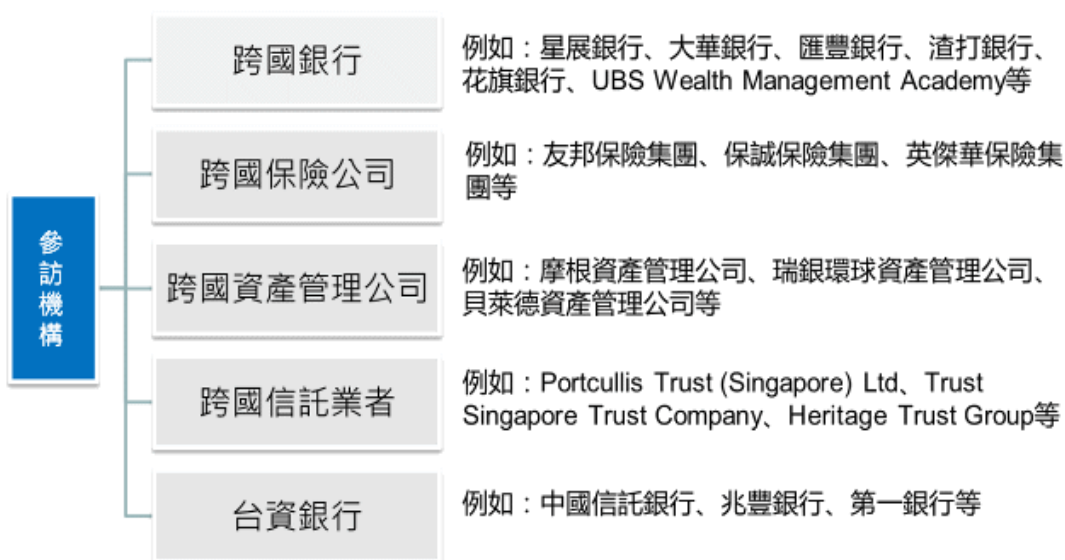 參訪機構
跨國銀行
例如：星展銀行、大華銀行、匯豐銀行、渣打銀行、
花旗銀行、UBS Wealth Management Academy等
跨國保險公司
例如：友邦保險集團、保誠保險集團、英傑華保險集
團等
跨國資產管理公司
例如：摩根資產管理公司、瑞銀環球資產管理公司、
貝萊德資產管理公司等
跨國信託業者
例如：Portcullis Trust (Singapore) Ltd、Trust
Singapore Trust Company、Heritage Trust Group等
台資銀行
例如：中國信託銀行、兆豐銀行、第一銀行等